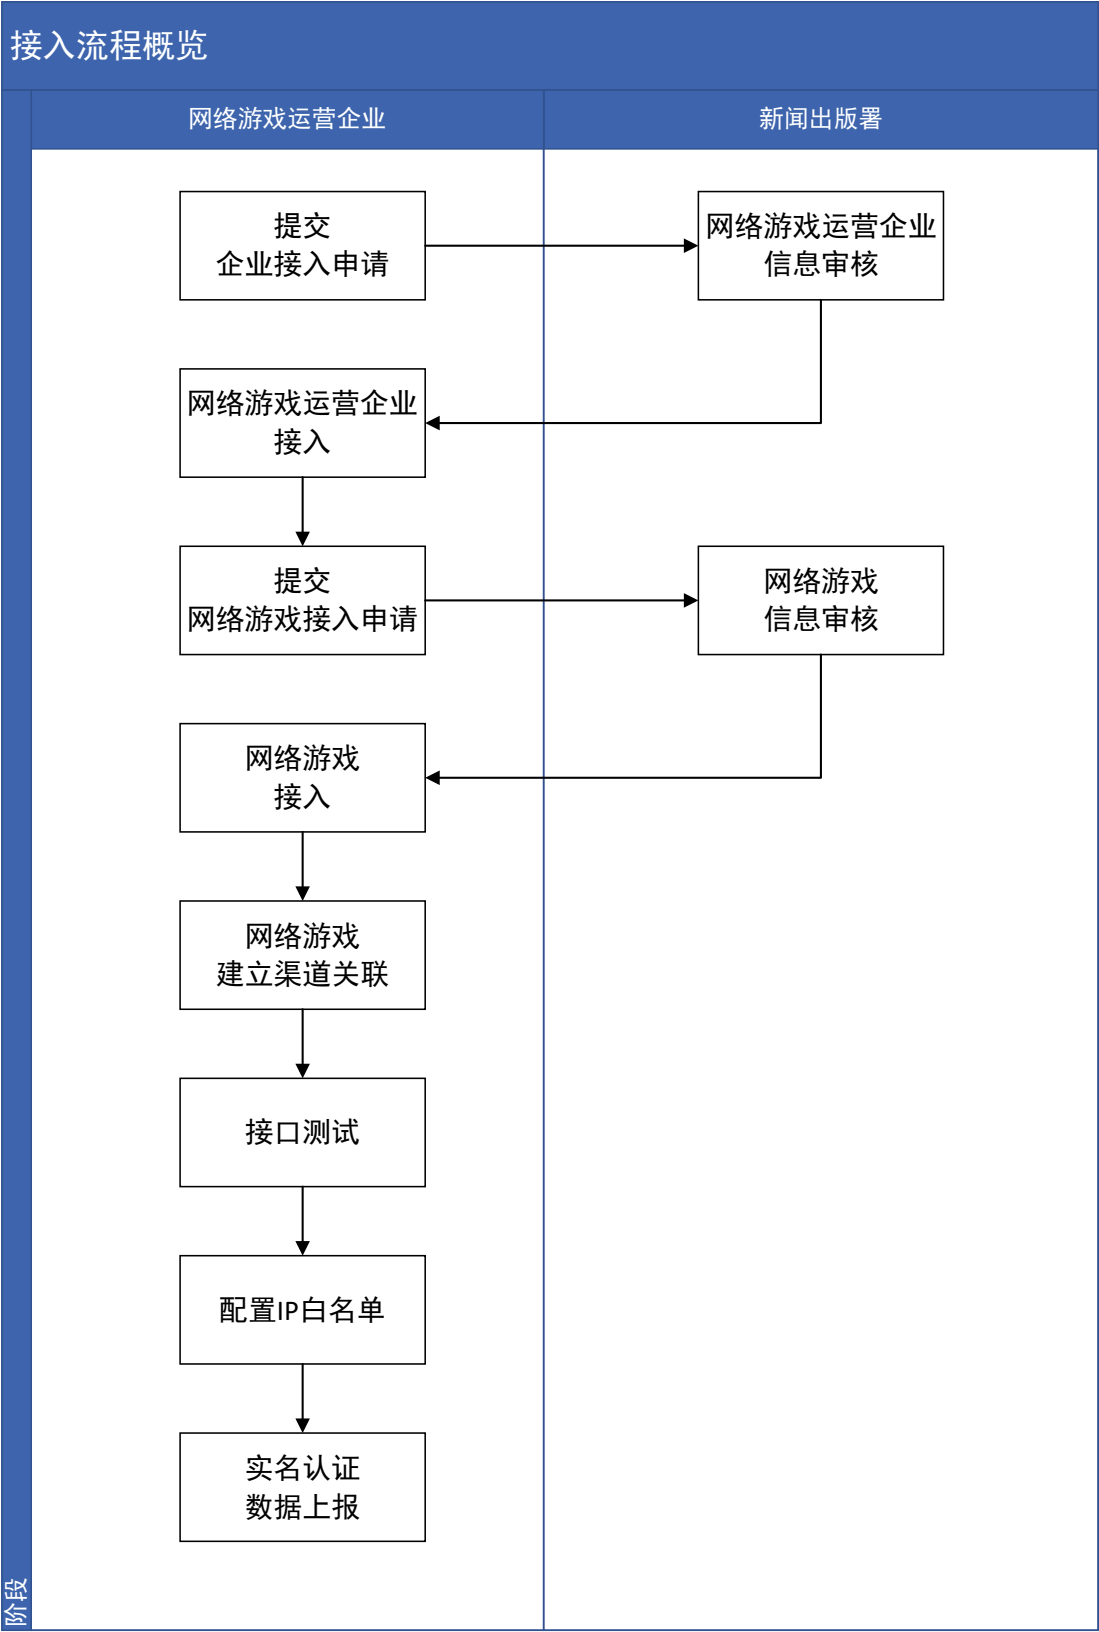 接入流程概览
网络游戏运营企业
新闻出版署
提交
企业接入申请
网络游戏运营企业
信息审核
网络游戏运营企业
接入
提交
网络游戏接入申请
网络游戏
信息审核
网络游戏
接入
网络游戏
建立渠道关联
接口测试
配置IP白名单
实名认证
数据上报
阶段